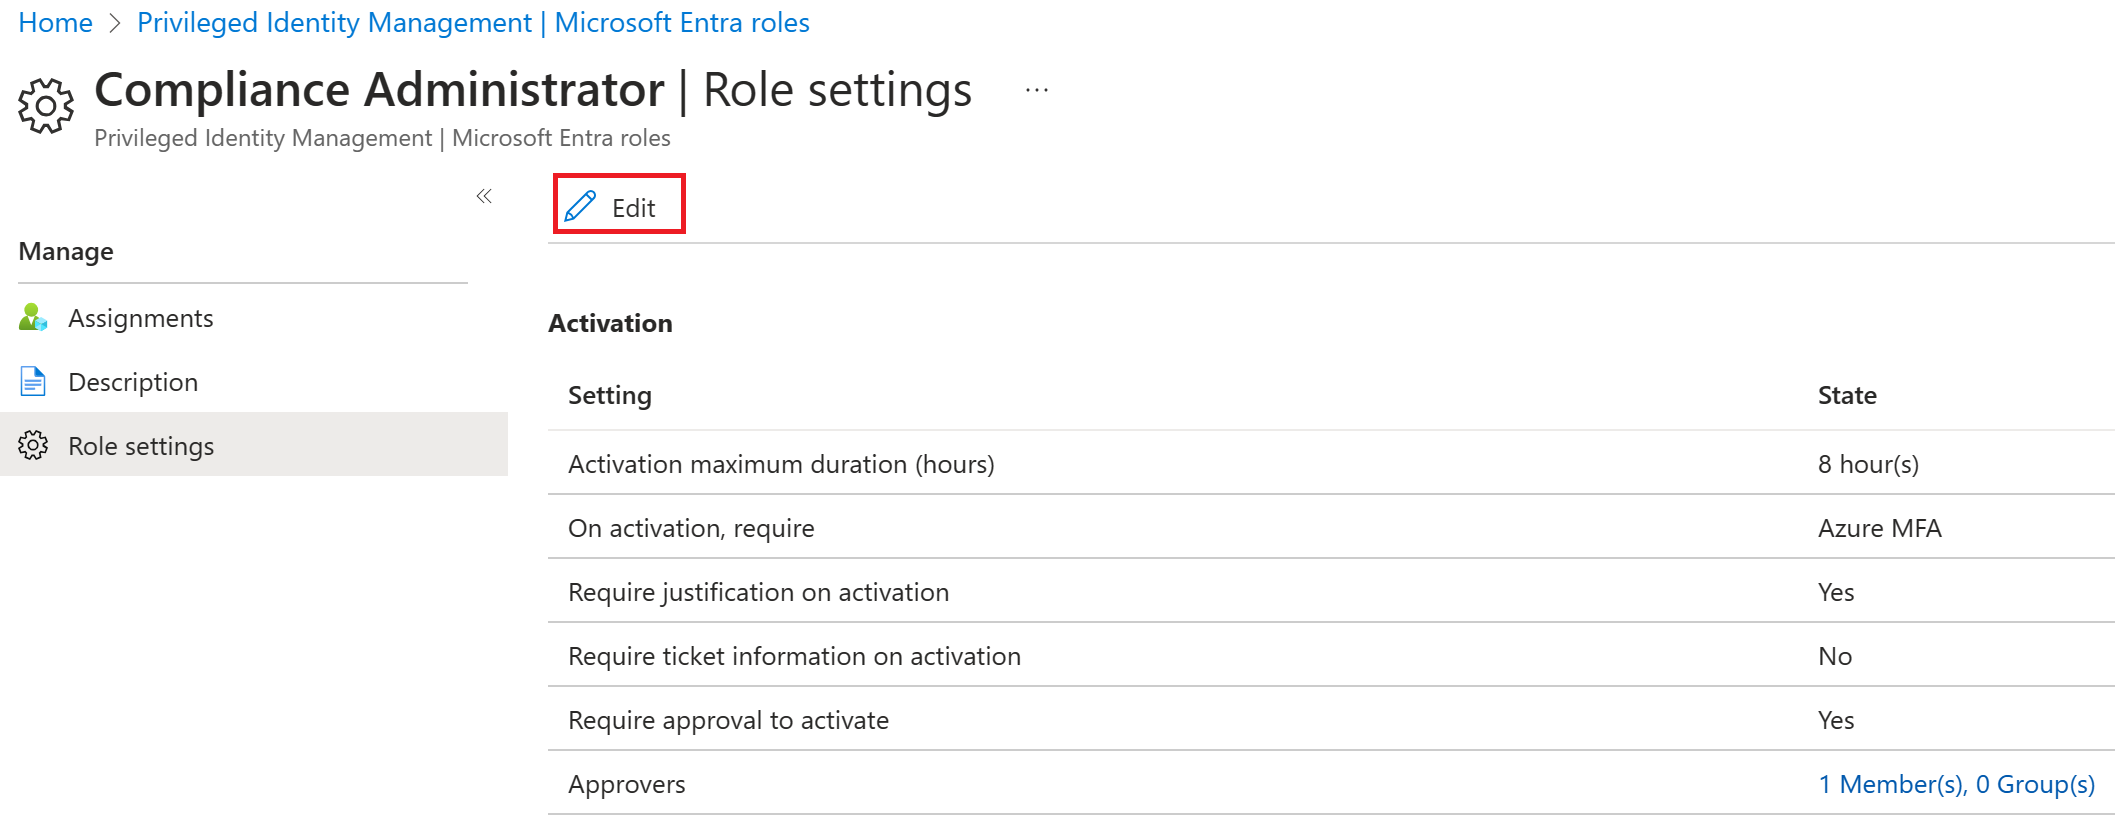 Home > Privileged Identity Management | Microsoft Entra roles
Compliance Administrator | Role settings ...
Privileged Identity Management | Microsoft Entra roles
«
Edit
Manage
Assignments
Description
Role settings
Activation
Setting State
Activation maximum duration (hours) 8 hour(s)
On activation, require Azure MFA
Require justification on activation Yes
Require ticket information on activation No
Require approval to activate Yes
Approvers 1 Member(s), 0 Group(s)